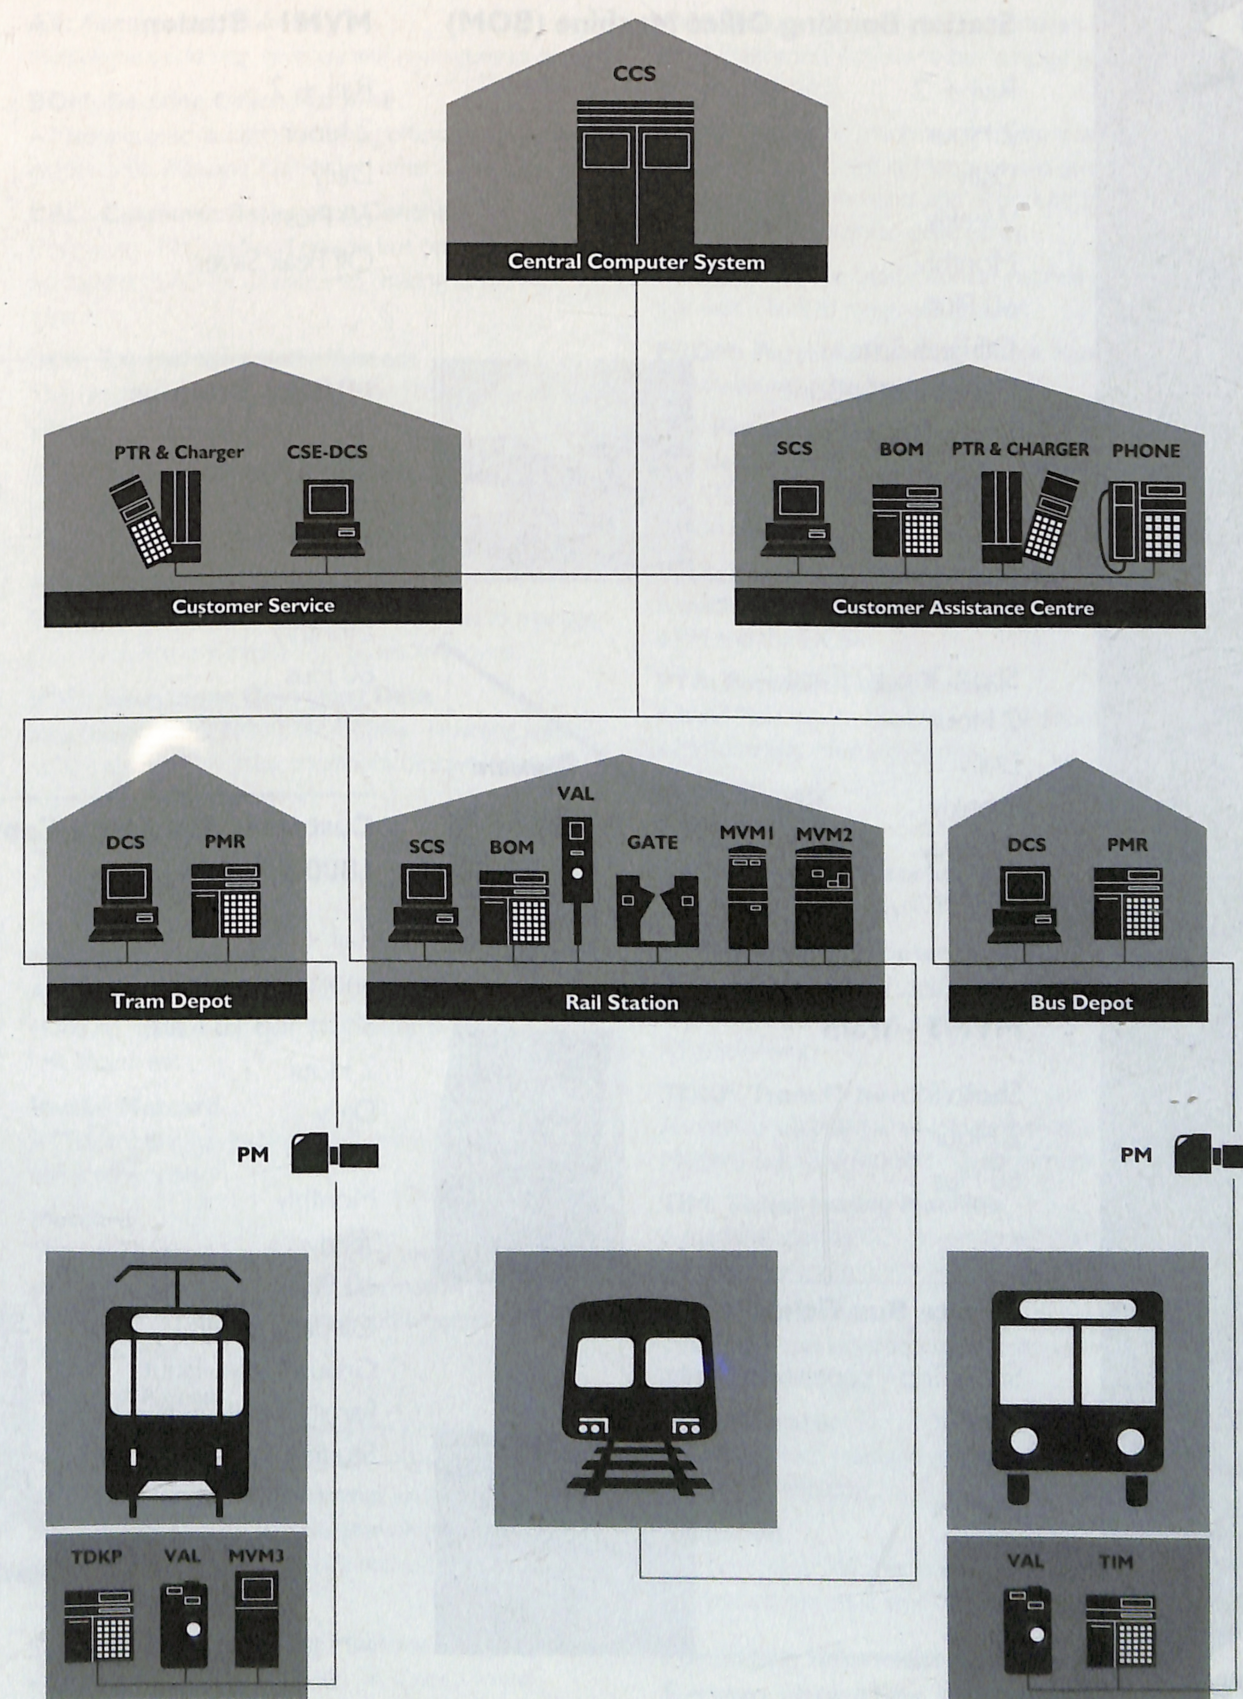 CCS
Central Computer System
PTR & Charger
CSE-DCS
Customer Service
SCS
BOM
PTR & CHARGER
PHONE
Customer Assistance Centre
DCS
PMR
Tram Depot
SCS
BOM
VAL
GATE
MVM1
MVM2
Rail Station
DCS
PMR
Bus Depot
PM
PM
TDKP
VAL
MVM3
VAL
TIM